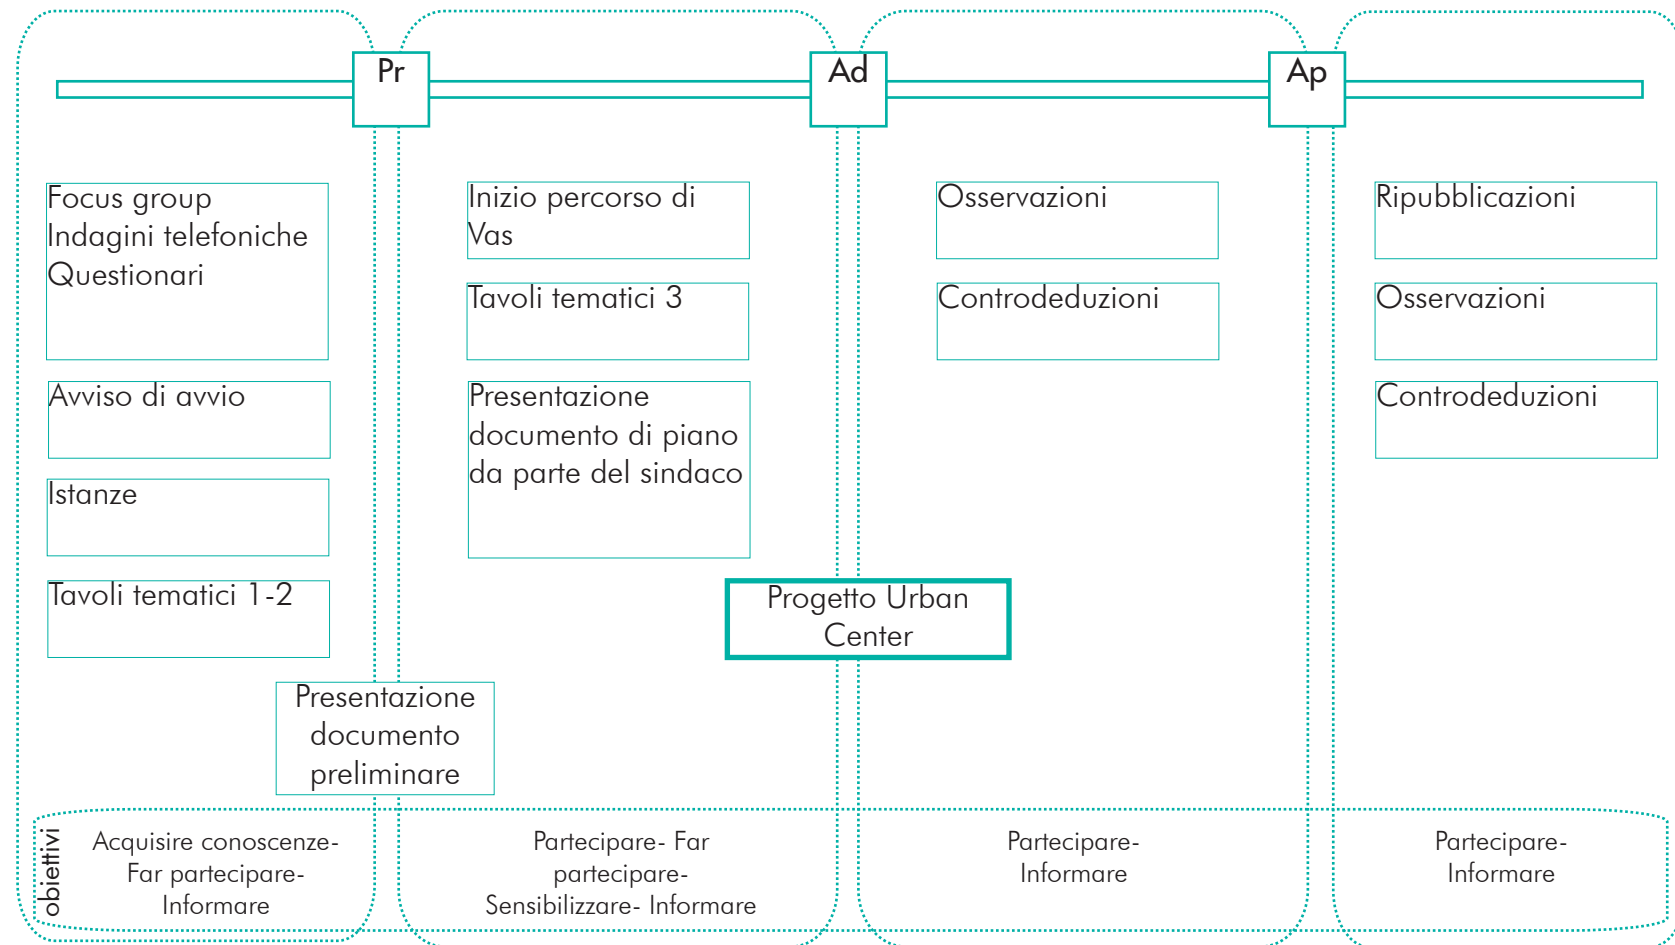 Pr
Ad
Ap
Focus group
Indagini telefoniche
Questionari
Avviso di avvio
Istanze
Tavoli tematici 1-2
Presentazione
documento
preliminare
Inizio percorso di
Vas
Tavoli tematici 3
Presentazione
documento di piano
da parte del sindaco
Progetto Urban
Center
Osservazioni
Controdeduzioni
Ripubblicazioni
Osservazioni
Controdeduzioni
obiettivi
Acquisire conoscenze-
Far partecipare-
Informare
Partecipare- Far
partecipare-
Sensibilizzare- Informare
Partecipare-
Informare
Partecipare-
Informare